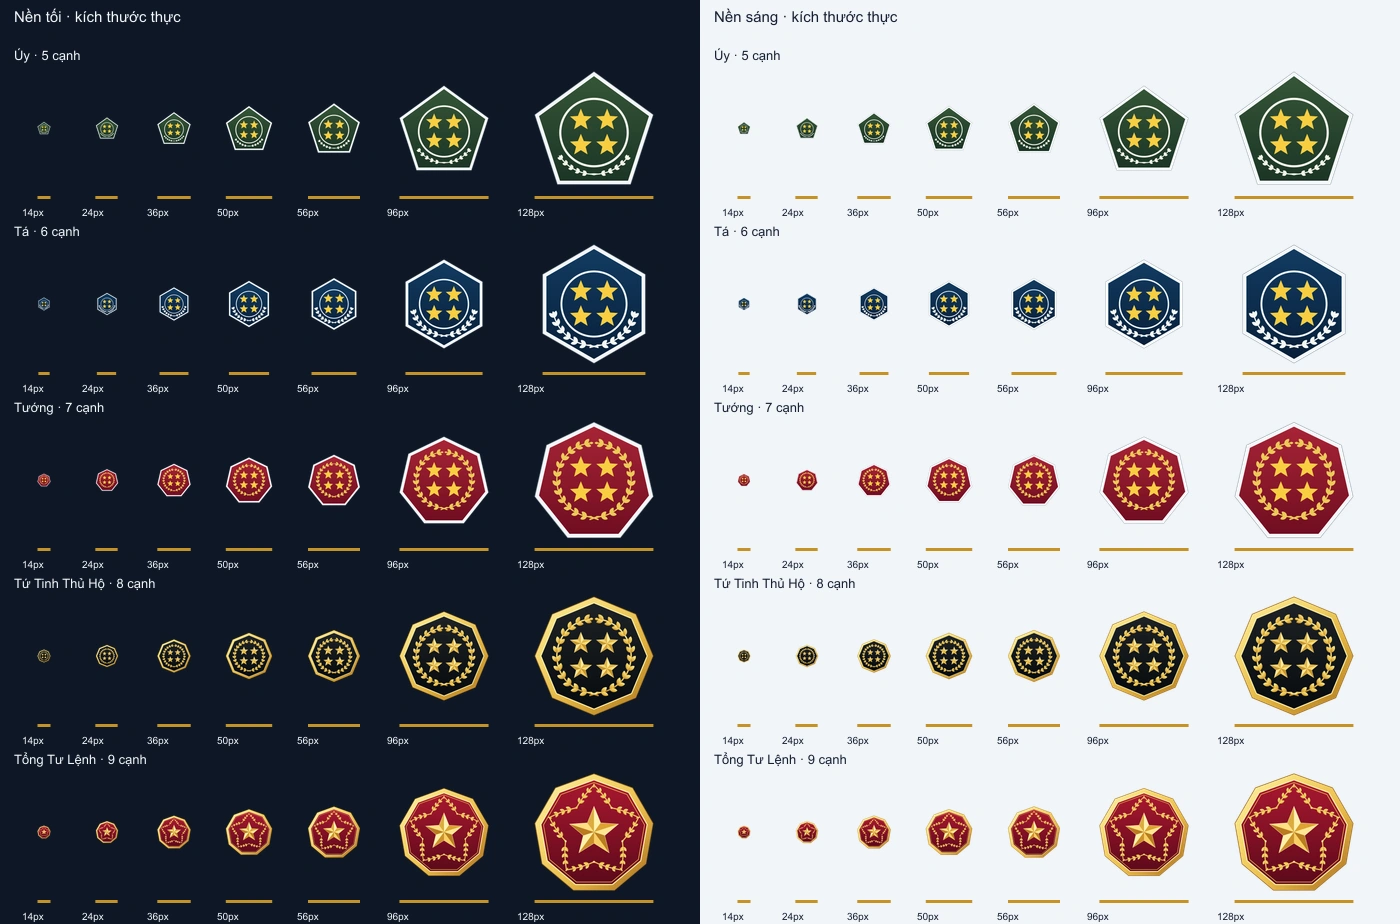 Nền tối · kích thước thực
Úy · 5 cạnh
14px 24px 36px 50px 56px 96px 128px
Tá · 6 cạnh
14px 24px 36px 50px 56px 96px 128px
Tướng · 7 cạnh
14px 24px 36px 50px 56px 96px 128px
Tứ Tinh Thủ Hộ · 8 cạnh
14px 24px 36px 50px 56px 96px 128px
Tổng Tư Lệnh · 9 cạnh
14px 24px 36px 50px 56px 96px 128px
Nền sáng · kích thước thực
Úy · 5 cạnh
14px 24px 36px 50px 56px 96px 128px
Tá · 6 cạnh
14px 24px 36px 50px 56px 96px 128px
Tướng · 7 cạnh
14px 24px 36px 50px 56px 96px 128px
Tứ Tinh Thủ Hộ · 8 cạnh
14px 24px 36px 50px 56px 96px 128px
Tổng Tư Lệnh · 9 cạnh
14px 24px 36px 50px 56px 96px 128px